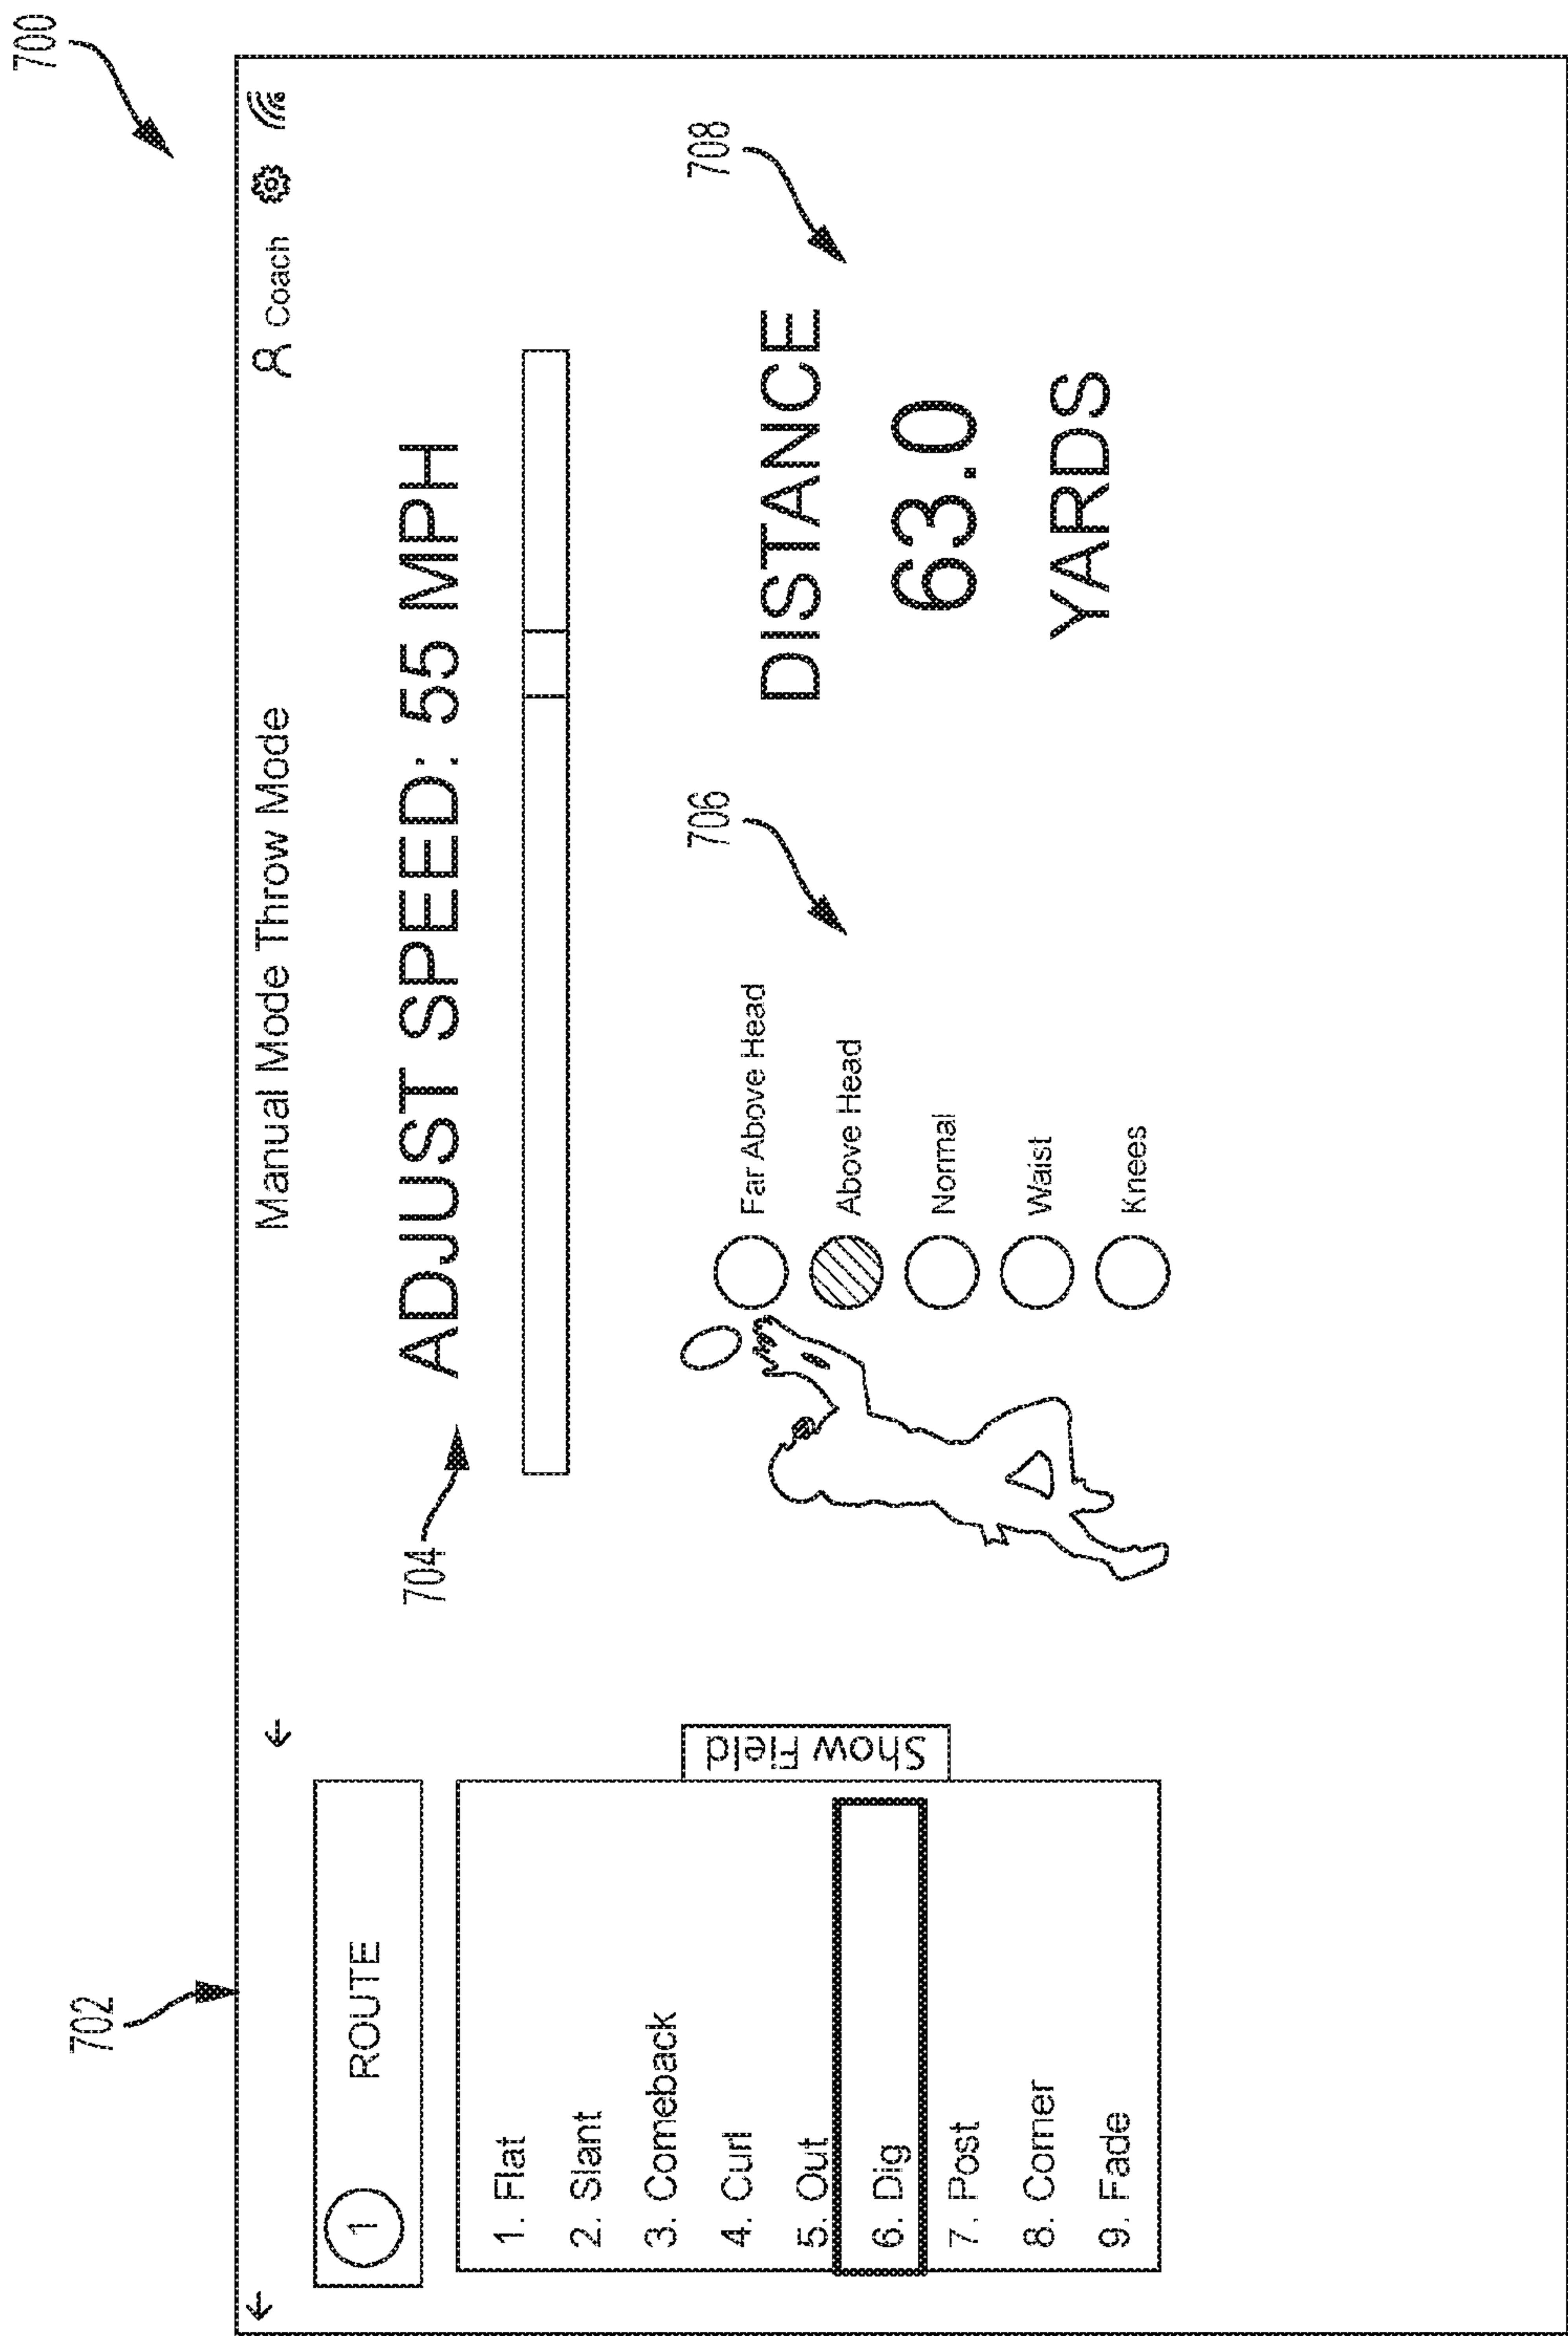 700
702
Manual Mode Throw Mode
Coach
1 ROUTE
704
ADJUST SPEED: 55 MPH
1. Flat
2. Slant
3. Comeback
4. Curl
5. Out
6. Dig
7. Post
8. Corner
9. Fade
Show Field
706
Far Above Head
Above Head
Normal
Waist
Knees
708
DISTANCE
63.0
YARDS